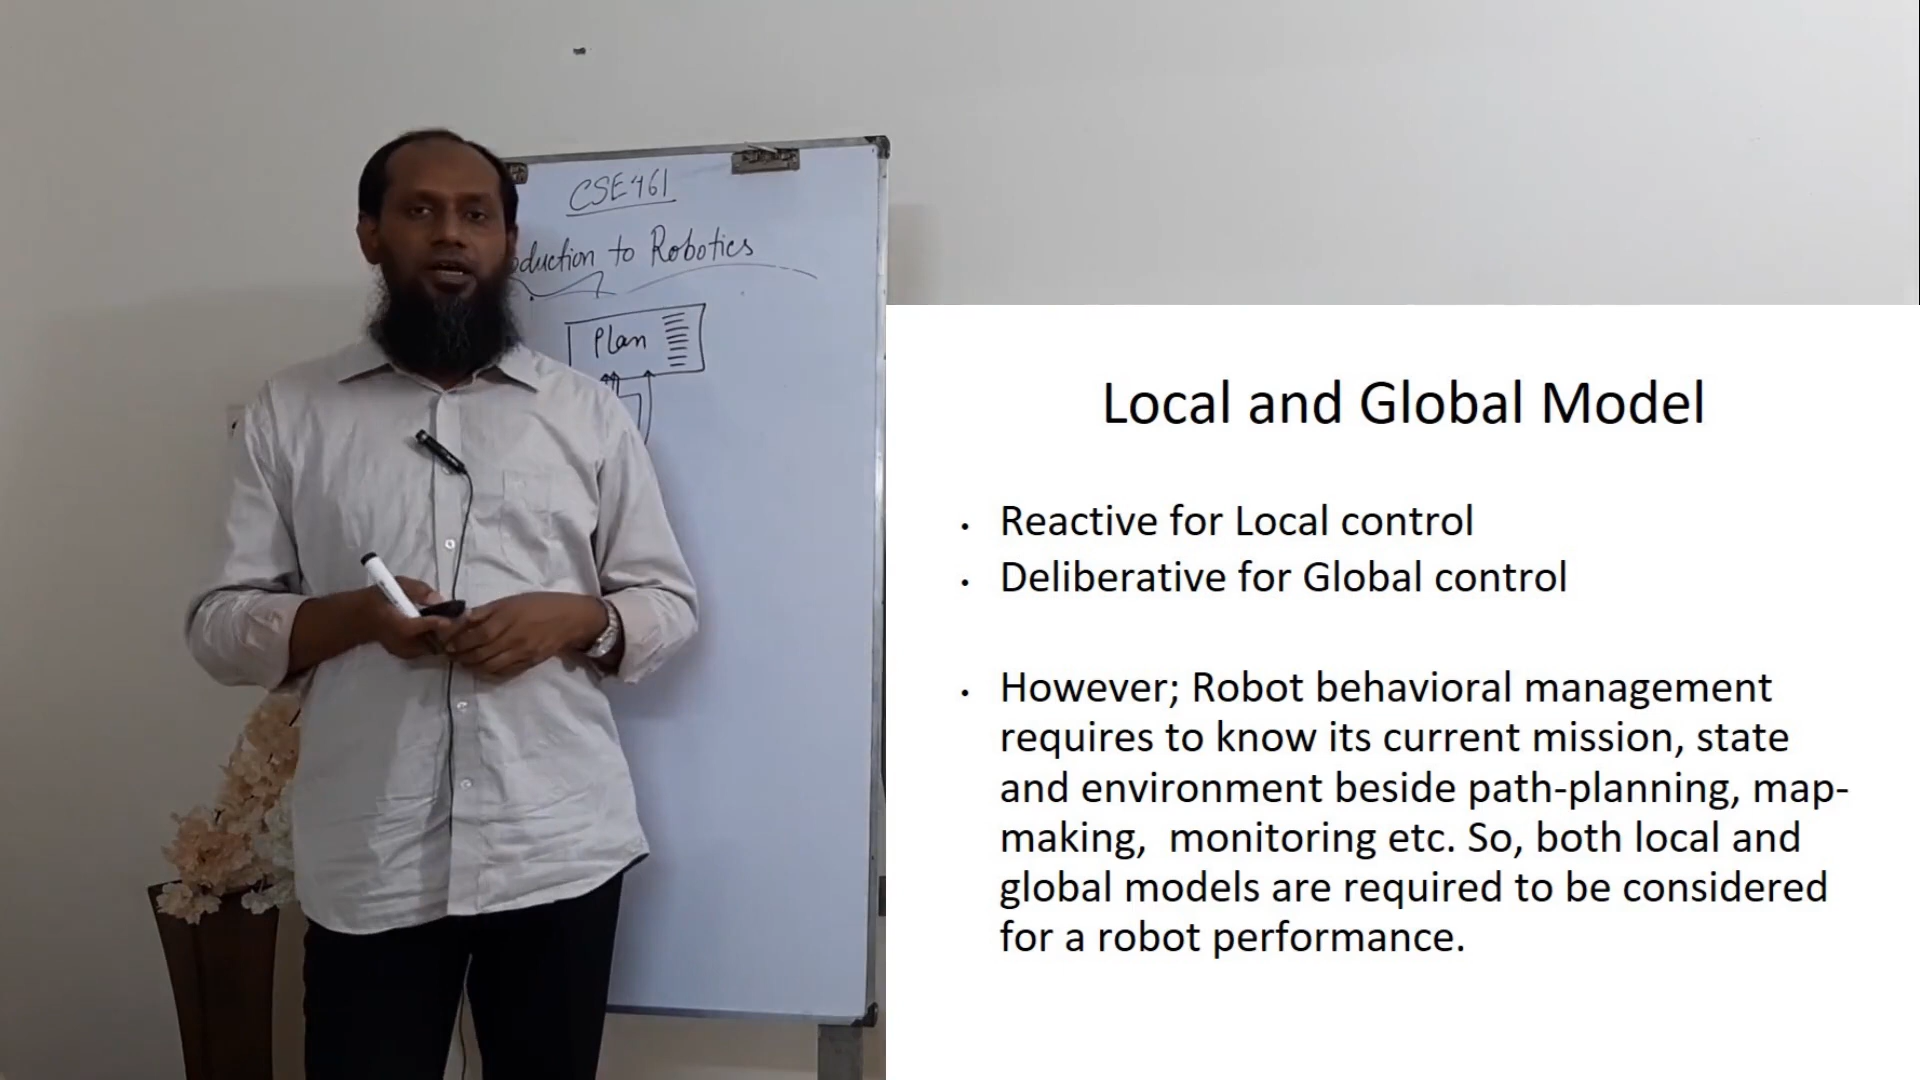 CSE461
oduction to Robotics
Plan
Local and Global Model
• Reactive for Local control
• Deliberative for Global control
• However; Robot behavioral management
requires to know its current mission, state
and environment beside path-planning, map-
making,  monitoring etc. So, both local and
global models are required to be considered
for a robot performance.